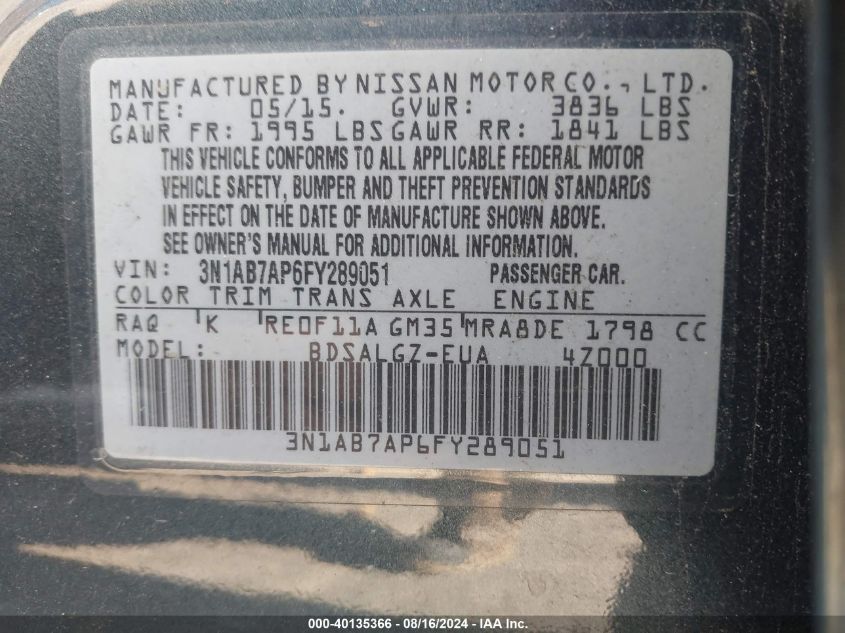 MANUFACTURED BY NISSAN MOTOR CO., LTD.
DATE: 05/15. GVWR: 3836 LBS
GAWR FR: 1995 LBS GAWR RR: 1841 LBS
THIS VEHICLE CONFORMS TO ALL APPLICABLE FEDERAL MOTOR
VEHICLE SAFETY, BUMPER AND THEFT PREVENTION STANDARDS
IN EFFECT ON THE DATE OF MANUFACTURE SHOWN ABOVE.
SEE OWNER'S MANUAL FOR ADDITIONAL INFORMATION.
VIN: 3N1AB7AP6FY289051 PASSENGER CAR.
COLOR TRIM TRANS AXLE ENGINE
RAQ K RE0F11A GM35 MRA8DE 1798 CC
MODEL: BDSALGZ-EUA 4Z000
3N1AB7AP6FY289051
000-40135366 - 08/16/2024 - IAA Inc.